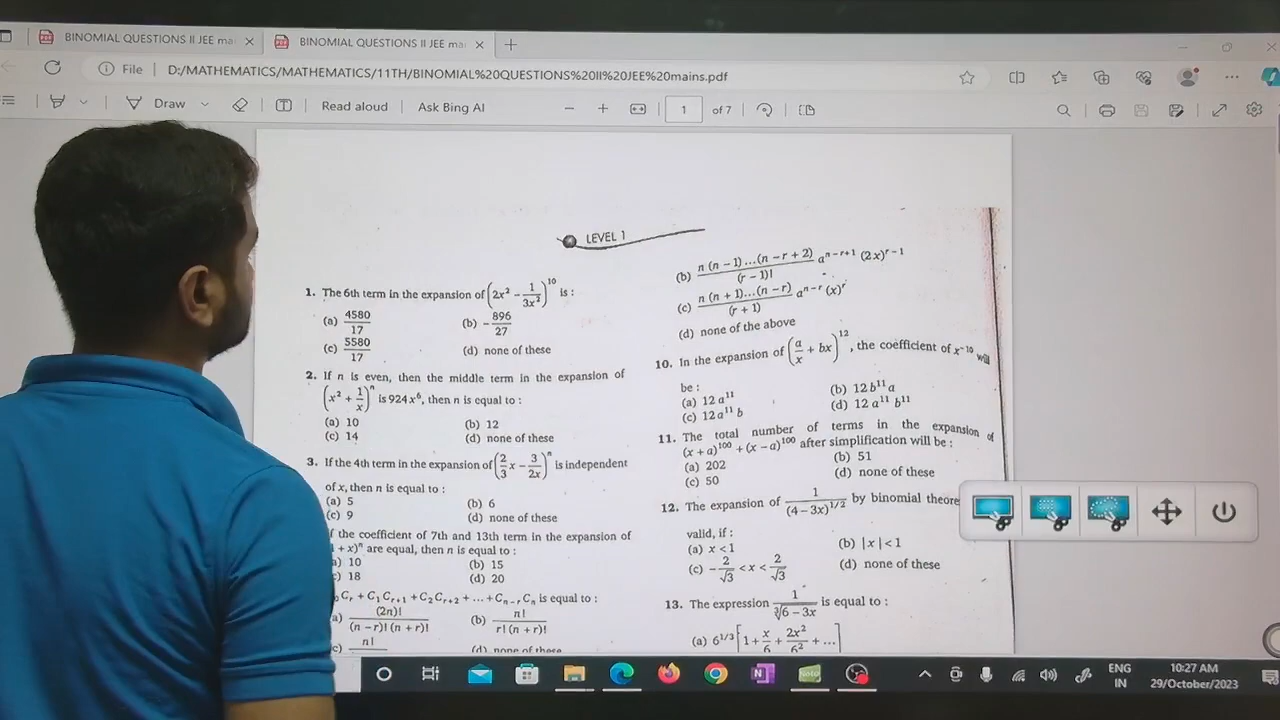 BINOMIAL QUESTIONS II JEE ma
BINOMIAL QUESTIONS II JEE ma
File | D:/MATHEMATICS/MATHEMATICS/11TH/BINOMIAL%20QUESTIONS%20II%20JEE%20mains.pdf
Draw Read aloud Ask Bing AI 1 of 7
LEVEL 1
1. The 6th term in the expansion of (2x² − 1/3x²)¹⁰ is :
(a) 4580/17 (b) −896/27
(c) 5580/17 (d) none of these
2. If n is even, then the middle term in the expansion of
(x² + 1/x)ⁿ is 924x⁶, then n is equal to :
(a) 10 (b) 12
(c) 14 (d) none of these
3. If the 4th term in the expansion of (2/3 x − 3/2x)ⁿ is independent
of x, then n is equal to :
(a) 5 (b) 6
(c) 9 (d) none of these
f the coefficient of 7th and 13th term in the expansion of
+ x)ⁿ are equal, then n is equal to :
) 10 (b) 15
) 18 (d) 20
Cᵣ + C₁Cᵣ₊₁ + C₂Cᵣ₊₂ + ... + Cₙ₋ᵣCₙ is equal to :
a) (2n)!/(n − r)!(n + r)! (b) n!/r!(n + r)!
c) n! (d) none of these
(b) n(n − 1)...(n − r + 2)/(r − 1)! aⁿ⁻ʳ⁺¹ (2x)ʳ⁻¹
(c) n(n + 1)...(n − r)/(r + 1) aⁿ⁻ʳ (x)ʳ
(d) none of the above
10. In the expansion of (a/x + bx)¹², the coefficient of x⁻¹⁰ will
be :
(a) 12 a¹¹ (b) 12 b¹¹ a
(c) 12 a¹¹ b (d) 12 a¹¹ b¹¹
11. The total number of terms in the expansion of
(x + a)¹⁰⁰ + (x − a)¹⁰⁰ after simplification will be :
(a) 202 (b) 51
(c) 50 (d) none of these
12. The expansion of 1/(4 − 3x)^1/2 by binomial theore
valid, if :
(a) x < 1 (b) |x| < 1
(c) −2/√3 < x < 2/√3 (d) none of these
13. The expression 1/∛6 − 3x is equal to :
(a) 6^1/3 [1 + x/6 + 2x²/6² + ...]
ENG
IN
10:27 AM
29/October/2023